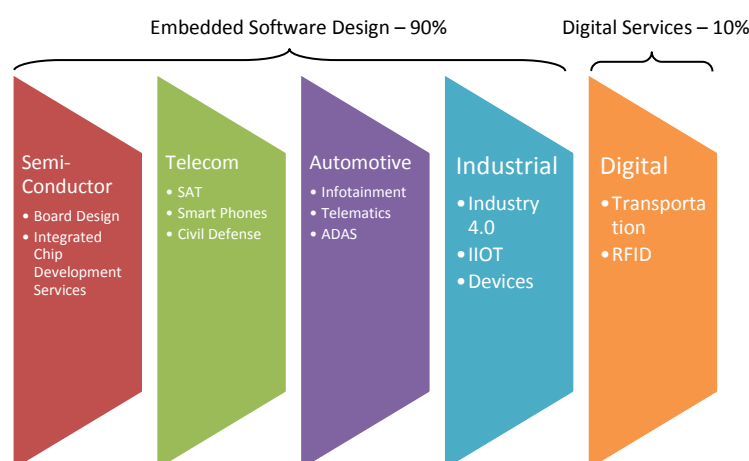 Embedded Software Design – 90%
Digital Services – 10%
Semi-
Conductor
• Board Design
• Integrated
Chip
Development
Services
Telecom
• SAT
• Smart Phones
• Civil Defense
Automotive
• Infotainment
• Telematics
• ADAS
Industrial
•Industry
4.0
•IIOT
•Devices
Digital
•Transporta
tion
•RFID